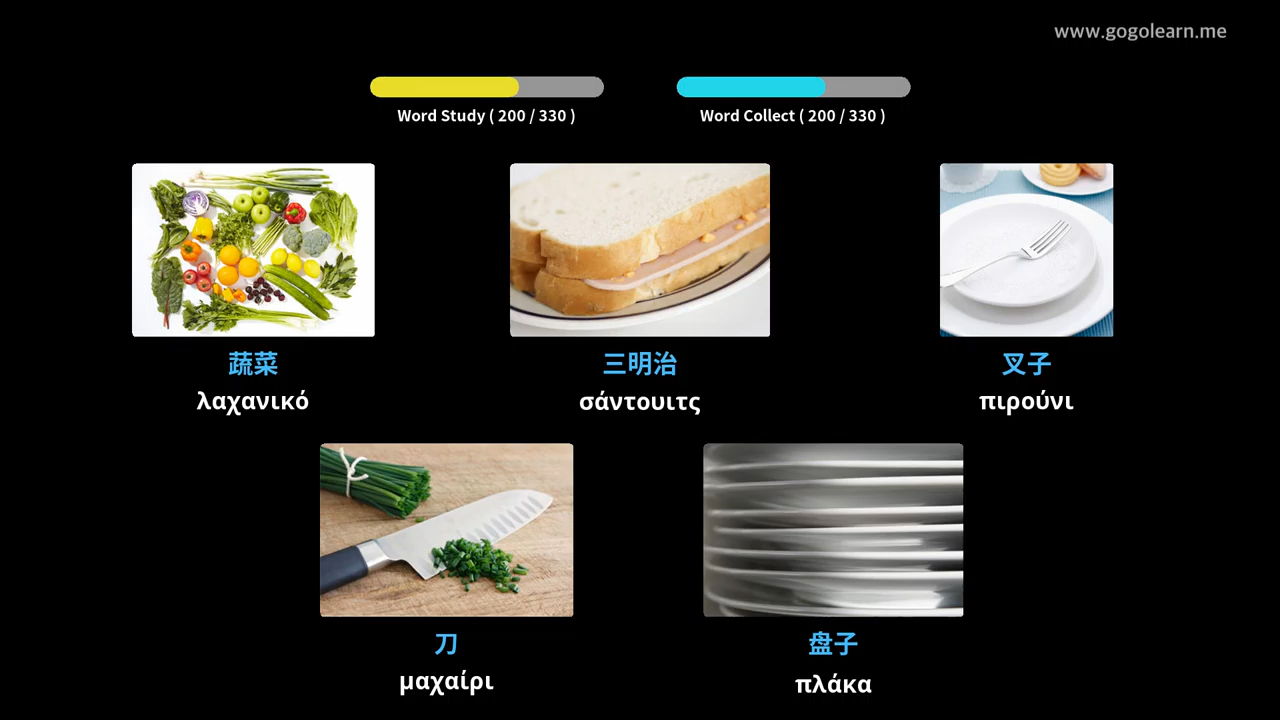 www.gogolearn.me
Word Study ( 200 / 330 )
Word Collect ( 200 / 330 )
蔬菜
λαχανικό
三明治
σάντουιτς
叉子
πιρούνι
刀
μαχαίρι
盘子
πλάκα